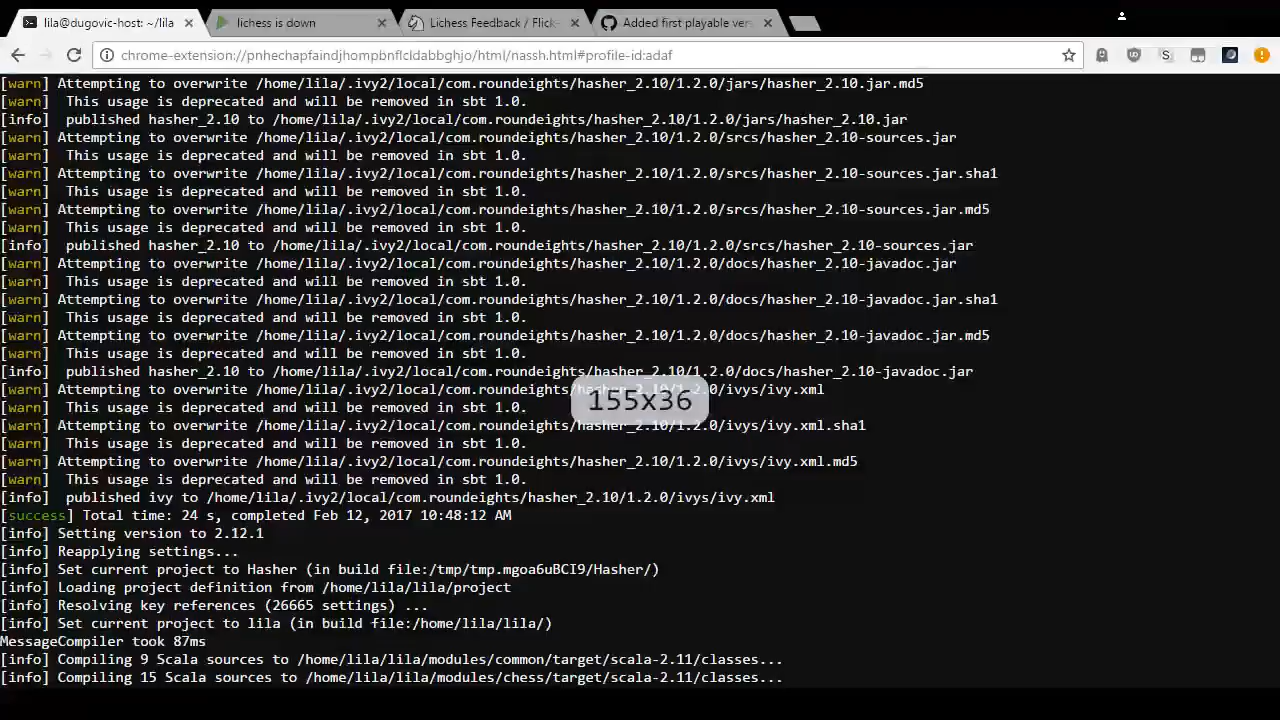 lila@dugovic-host: ~/lila
lichess is down
Lichess Feedback / Flick-
Added first playable ver
chrome-extension://pnhechapfaindjhompbnflcldabbghjo/html/nassh.html#profile-id:adaf
[warn] Attempting to overwrite /home/lila/.ivy2/local/com.roundeights/hasher_2.10/1.2.0/jars/hasher_2.10.jar.md5
[warn]  This usage is deprecated and will be removed in sbt 1.0.
[info]  published hasher_2.10 to /home/lila/.ivy2/local/com.roundeights/hasher_2.10/1.2.0/jars/hasher_2.10.jar
[warn] Attempting to overwrite /home/lila/.ivy2/local/com.roundeights/hasher_2.10/1.2.0/srcs/hasher_2.10-sources.jar
[warn]  This usage is deprecated and will be removed in sbt 1.0.
[warn] Attempting to overwrite /home/lila/.ivy2/local/com.roundeights/hasher_2.10/1.2.0/srcs/hasher_2.10-sources.jar.sha1
[warn]  This usage is deprecated and will be removed in sbt 1.0.
[warn] Attempting to overwrite /home/lila/.ivy2/local/com.roundeights/hasher_2.10/1.2.0/srcs/hasher_2.10-sources.jar.md5
[warn]  This usage is deprecated and will be removed in sbt 1.0.
[info]  published hasher_2.10 to /home/lila/.ivy2/local/com.roundeights/hasher_2.10/1.2.0/srcs/hasher_2.10-sources.jar
[warn] Attempting to overwrite /home/lila/.ivy2/local/com.roundeights/hasher_2.10/1.2.0/docs/hasher_2.10-javadoc.jar
[warn]  This usage is deprecated and will be removed in sbt 1.0.
[warn] Attempting to overwrite /home/lila/.ivy2/local/com.roundeights/hasher_2.10/1.2.0/docs/hasher_2.10-javadoc.jar.sha1
[warn]  This usage is deprecated and will be removed in sbt 1.0.
[warn] Attempting to overwrite /home/lila/.ivy2/local/com.roundeights/hasher_2.10/1.2.0/docs/hasher_2.10-javadoc.jar.md5
[warn]  This usage is deprecated and will be removed in sbt 1.0.
[info]  published hasher_2.10 to /home/lila/.ivy2/local/com.roundeights/hasher_2.10/1.2.0/docs/hasher_2.10-javadoc.jar
[warn] Attempting to overwrite /home/lila/.ivy2/local/com.roundeights/hasher_2.10/1.2.0/ivys/ivy.xml
155x36
[warn]  This usage is deprecated and will be removed in sbt 1.0.
[warn] Attempting to overwrite /home/lila/.ivy2/local/com.roundeights/hasher_2.10/1.2.0/ivys/ivy.xml.sha1
[warn]  This usage is deprecated and will be removed in sbt 1.0.
[warn] Attempting to overwrite /home/lila/.ivy2/local/com.roundeights/hasher_2.10/1.2.0/ivys/ivy.xml.md5
[warn]  This usage is deprecated and will be removed in sbt 1.0.
[info]  published ivy to /home/lila/.ivy2/local/com.roundeights/hasher_2.10/1.2.0/ivys/ivy.xml
[success] Total time: 24 s, completed Feb 12, 2017 10:48:12 AM
[info] Setting version to 2.12.1
[info] Reapplying settings...
[info] Set current project to Hasher (in build file:/tmp/tmp.mgoa6uBCI9/Hasher/)
[info] Loading project definition from /home/lila/lila/project
[info] Resolving key references (26665 settings) ...
[info] Set current project to lila (in build file:/home/lila/lila/)
MessageCompiler took 87ms
[info] Compiling 9 Scala sources to /home/lila/lila/modules/common/target/scala-2.11/classes...
[info] Compiling 15 Scala sources to /home/lila/lila/modules/chess/target/scala-2.11/classes...